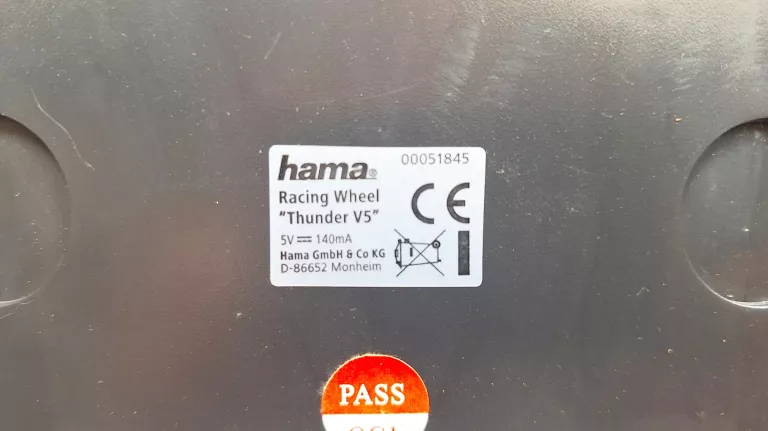 hama® 00051845
Racing Wheel
"Thunder V5"
CE
5V ⎓ 140mA
Hama GmbH & Co KG
D-86652 Monheim
PASS